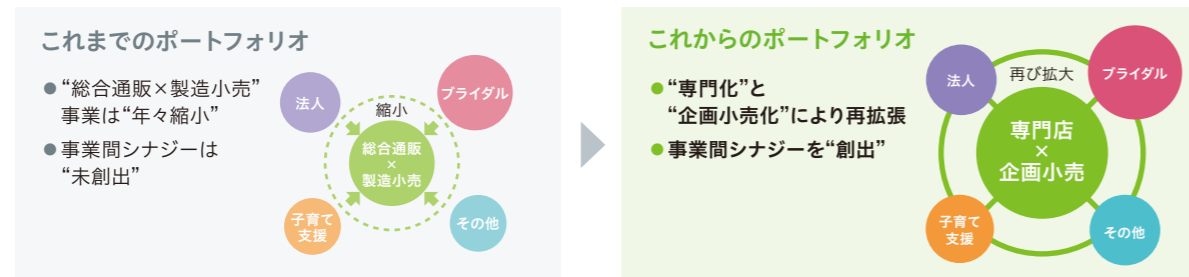 これまでのポートフォリオ
●“総合通販×製造小売”
事業は“年々縮小”
●事業間シナジーは
“未創出”
法人
縮小
ブライダル
総合通販
×
製造小売
子育て
支援
その他
これからのポートフォリオ
●“専門化”と
“企画小売化”により再拡張
●事業間シナジーを“創出”
法人
再び拡大
ブライダル
専門店
×
企画小売
子育て
支援
その他